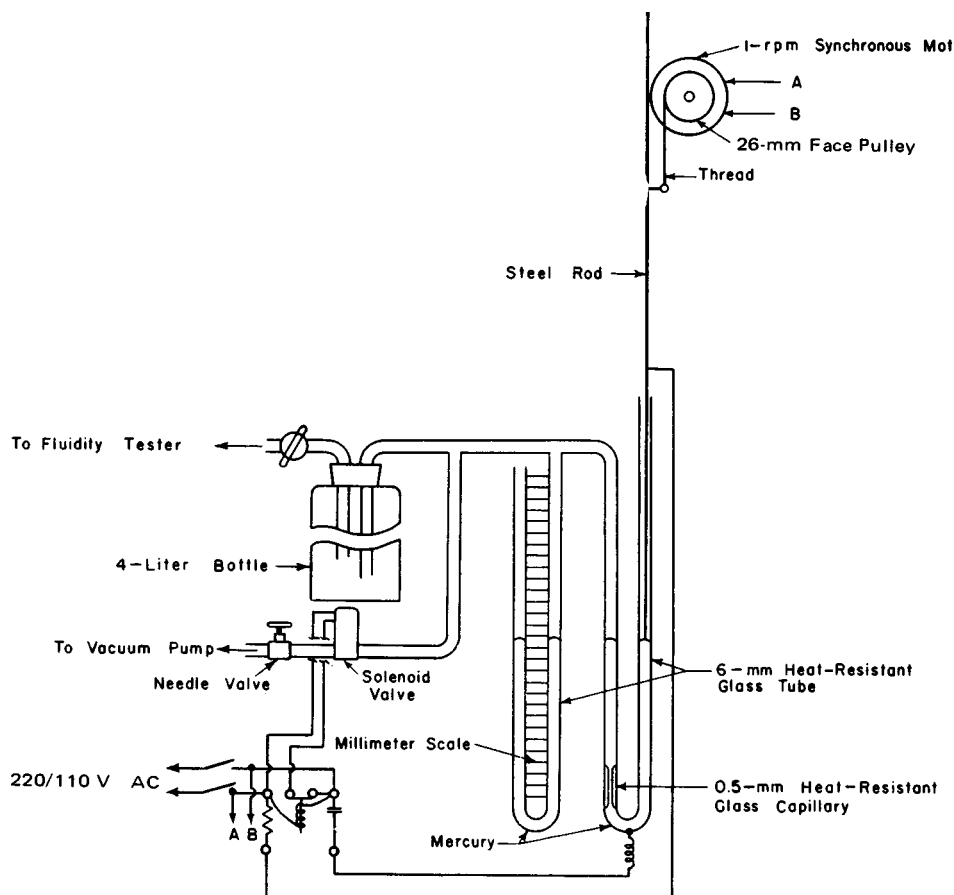 1-rpm Synchronous Mot
A
B
26-mm Face Pulley
Thread
Steel Rod
To Fluidity Tester
4-Liter Bottle
To Vacuum Pump
Needle Valve
Solenoid
Valve
6-mm Heat-Resistant
Glass Tube
Millimeter Scale
220/110 V AC
0.5-mm Heat-Resistant
Glass Capillary
A B
Mercury